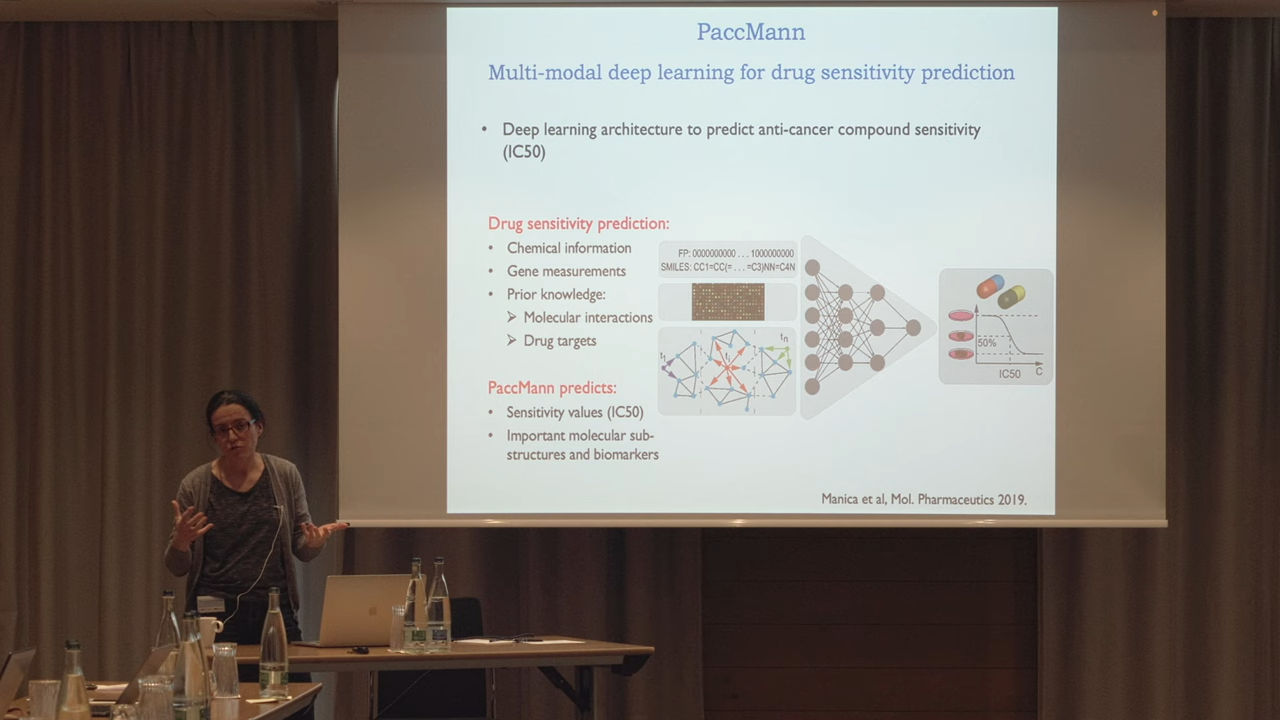 PaccMann
Multi-modal deep learning for drug sensitivity prediction
• Deep learning architecture to predict anti-cancer compound sensitivity
(IC50)
Drug sensitivity prediction:
• Chemical information
• Gene measurements
• Prior knowledge:
➢ Molecular interactions
➢ Drug targets
PaccMann predicts:
• Sensitivity values (IC50)
• Important molecular sub-
structures and biomarkers
FP: 0000000000 . . . 1000000000
SMILES: CC1=CC(= . . . =C3)NN=C4N
t1
tn
50%
IC50
C
Manica et al, Mol. Pharmaceutics 2019.